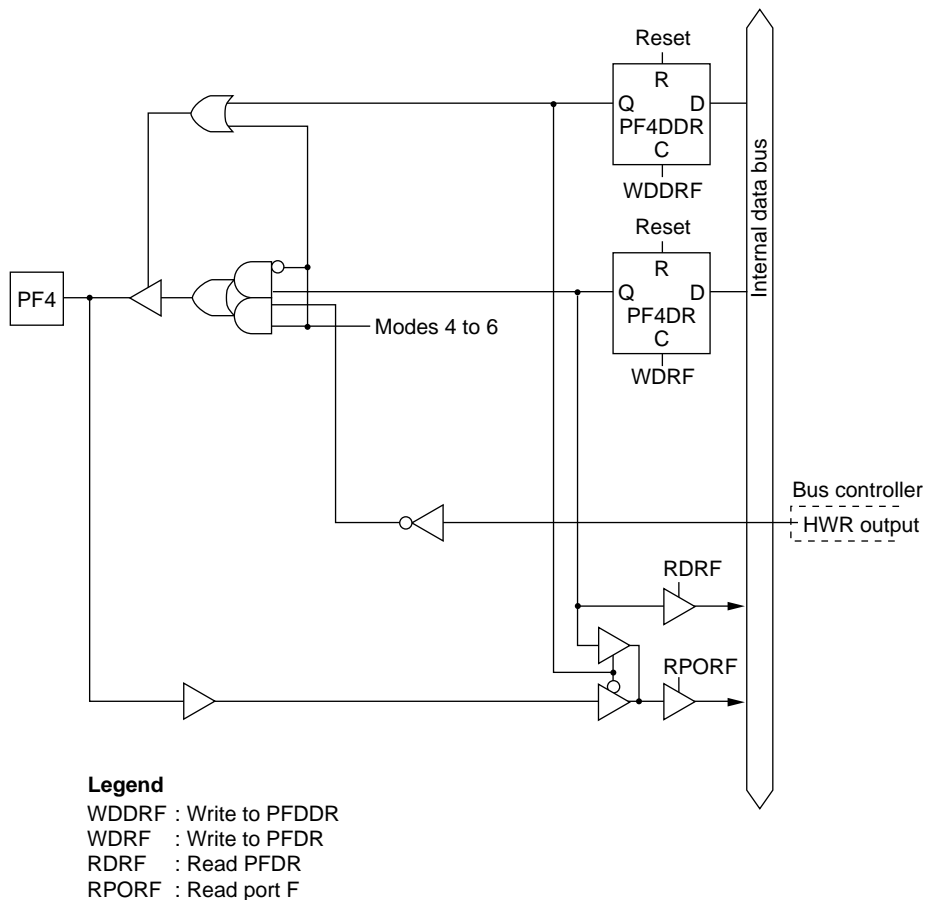 Reset
R
Q D
PF4DDR
C
WDDRF
Reset
R
Q D
PF4DR
C
WDRF
Internal data bus
PF4
Modes 4 to 6
Bus controller
HWR output
RDRF
RPORF
Legend
WDDRF : Write to PFDDR
WDRF : Write to PFDR
RDRF : Read PFDR
RPORF : Read port F